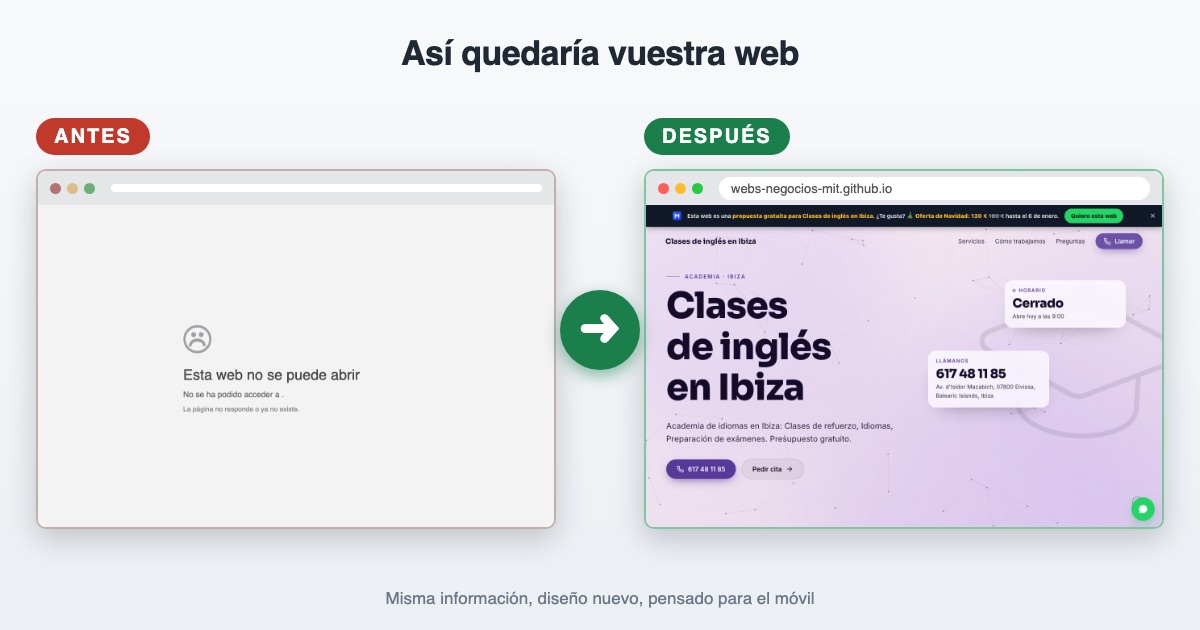 Así quedaría vuestra web
ANTES
Esta web no se puede abrir
No se ha podido acceder a .
La página no responde o ya no existe.
DESPUÉS
webs-negocios-mit.github.io
Esta web es una propuesta gratuita para Clases de inglés en Ibiza. ¿Te gusta? 🎄 Oferta de Navidad: 130 € 190 € hasta el 6 de enero.
Quiero esta web
Clases de inglés en Ibiza
Servicios
Cómo trabajamos
Preguntas
Llamar
ACADEMIA · IBIZA
Clases
de inglés
en Ibiza
Academia de idiomas en Ibiza: Clases de refuerzo, Idiomas,
Preparación de exámenes. Presupuesto gratuito.
617 48 11 85
Pedir cita →
HORARIO
Cerrado
Abre hoy a las 9:00
LLÁMANOS
617 48 11 85
Av. d'Isidor Macabich, 07800 Eivissa,
Balearic Islands, Ibiza
Misma información, diseño nuevo, pensado para el móvil